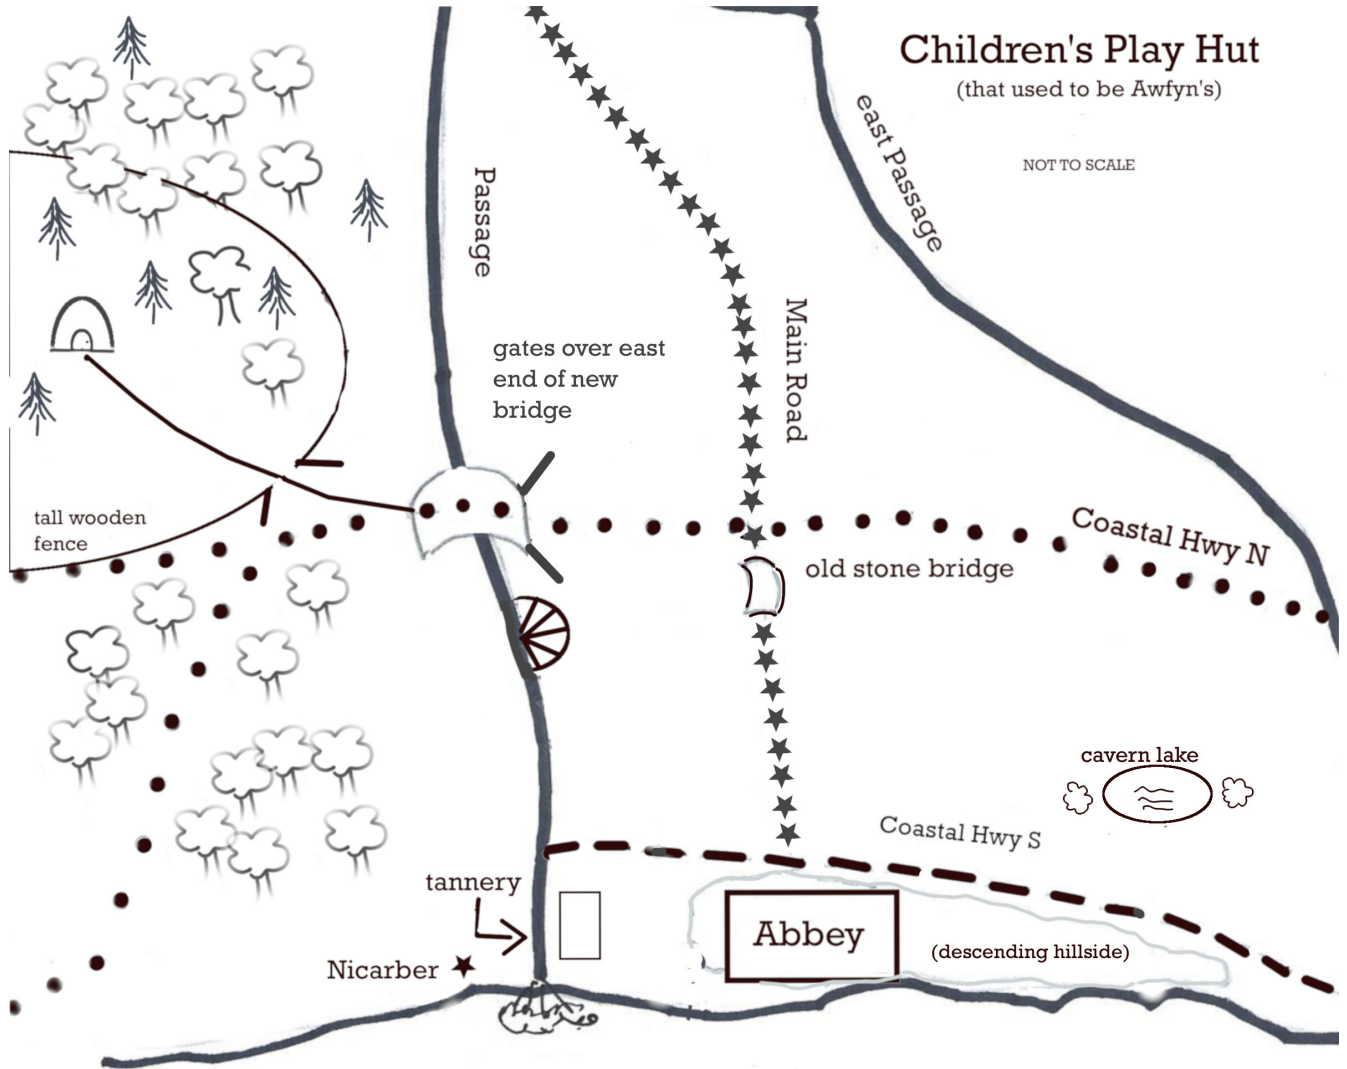 Children's Play Hut
(that used to be Awfyn's)
NOT TO SCALE
east Passage
Passage
Main Road
gates over east
end of new
bridge
tall wooden
fence
Coastal Hwy N
old stone bridge
cavern lake
Coastal Hwy S
tannery
Abbey
(descending hillside)
Nicarber